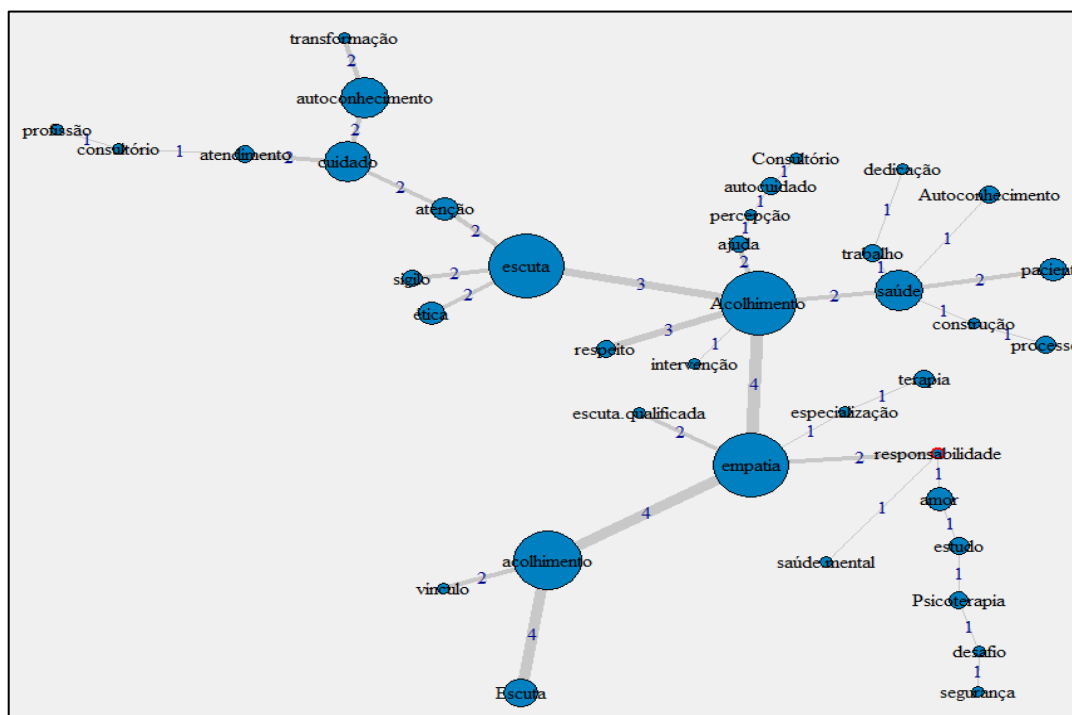 transformação
2
autoconhecimento
2
profissão
1
consultório
1
atendimento
2
cuidado
2
atenção
2
escuta
sigilo
2
ética
2
3
Consultório
1
autocuidado
1
percepção
1
ajuda
2
Acolhimento
dedicação
1
Autoconhecimento
1
trabalho
1
saúde
2
2
pacient
1
construção
1
processo
respeito
3
intervenção
1
4
escuta.qualificada
2
terapia
1
especialização
1
empatia
2
responsabilidade
1
amor
1
1
estudo
saúde.mental
1
Psicoterapia
1
desafio
1
segurança
4
acolhimento
2
vínculo
4
Escuta